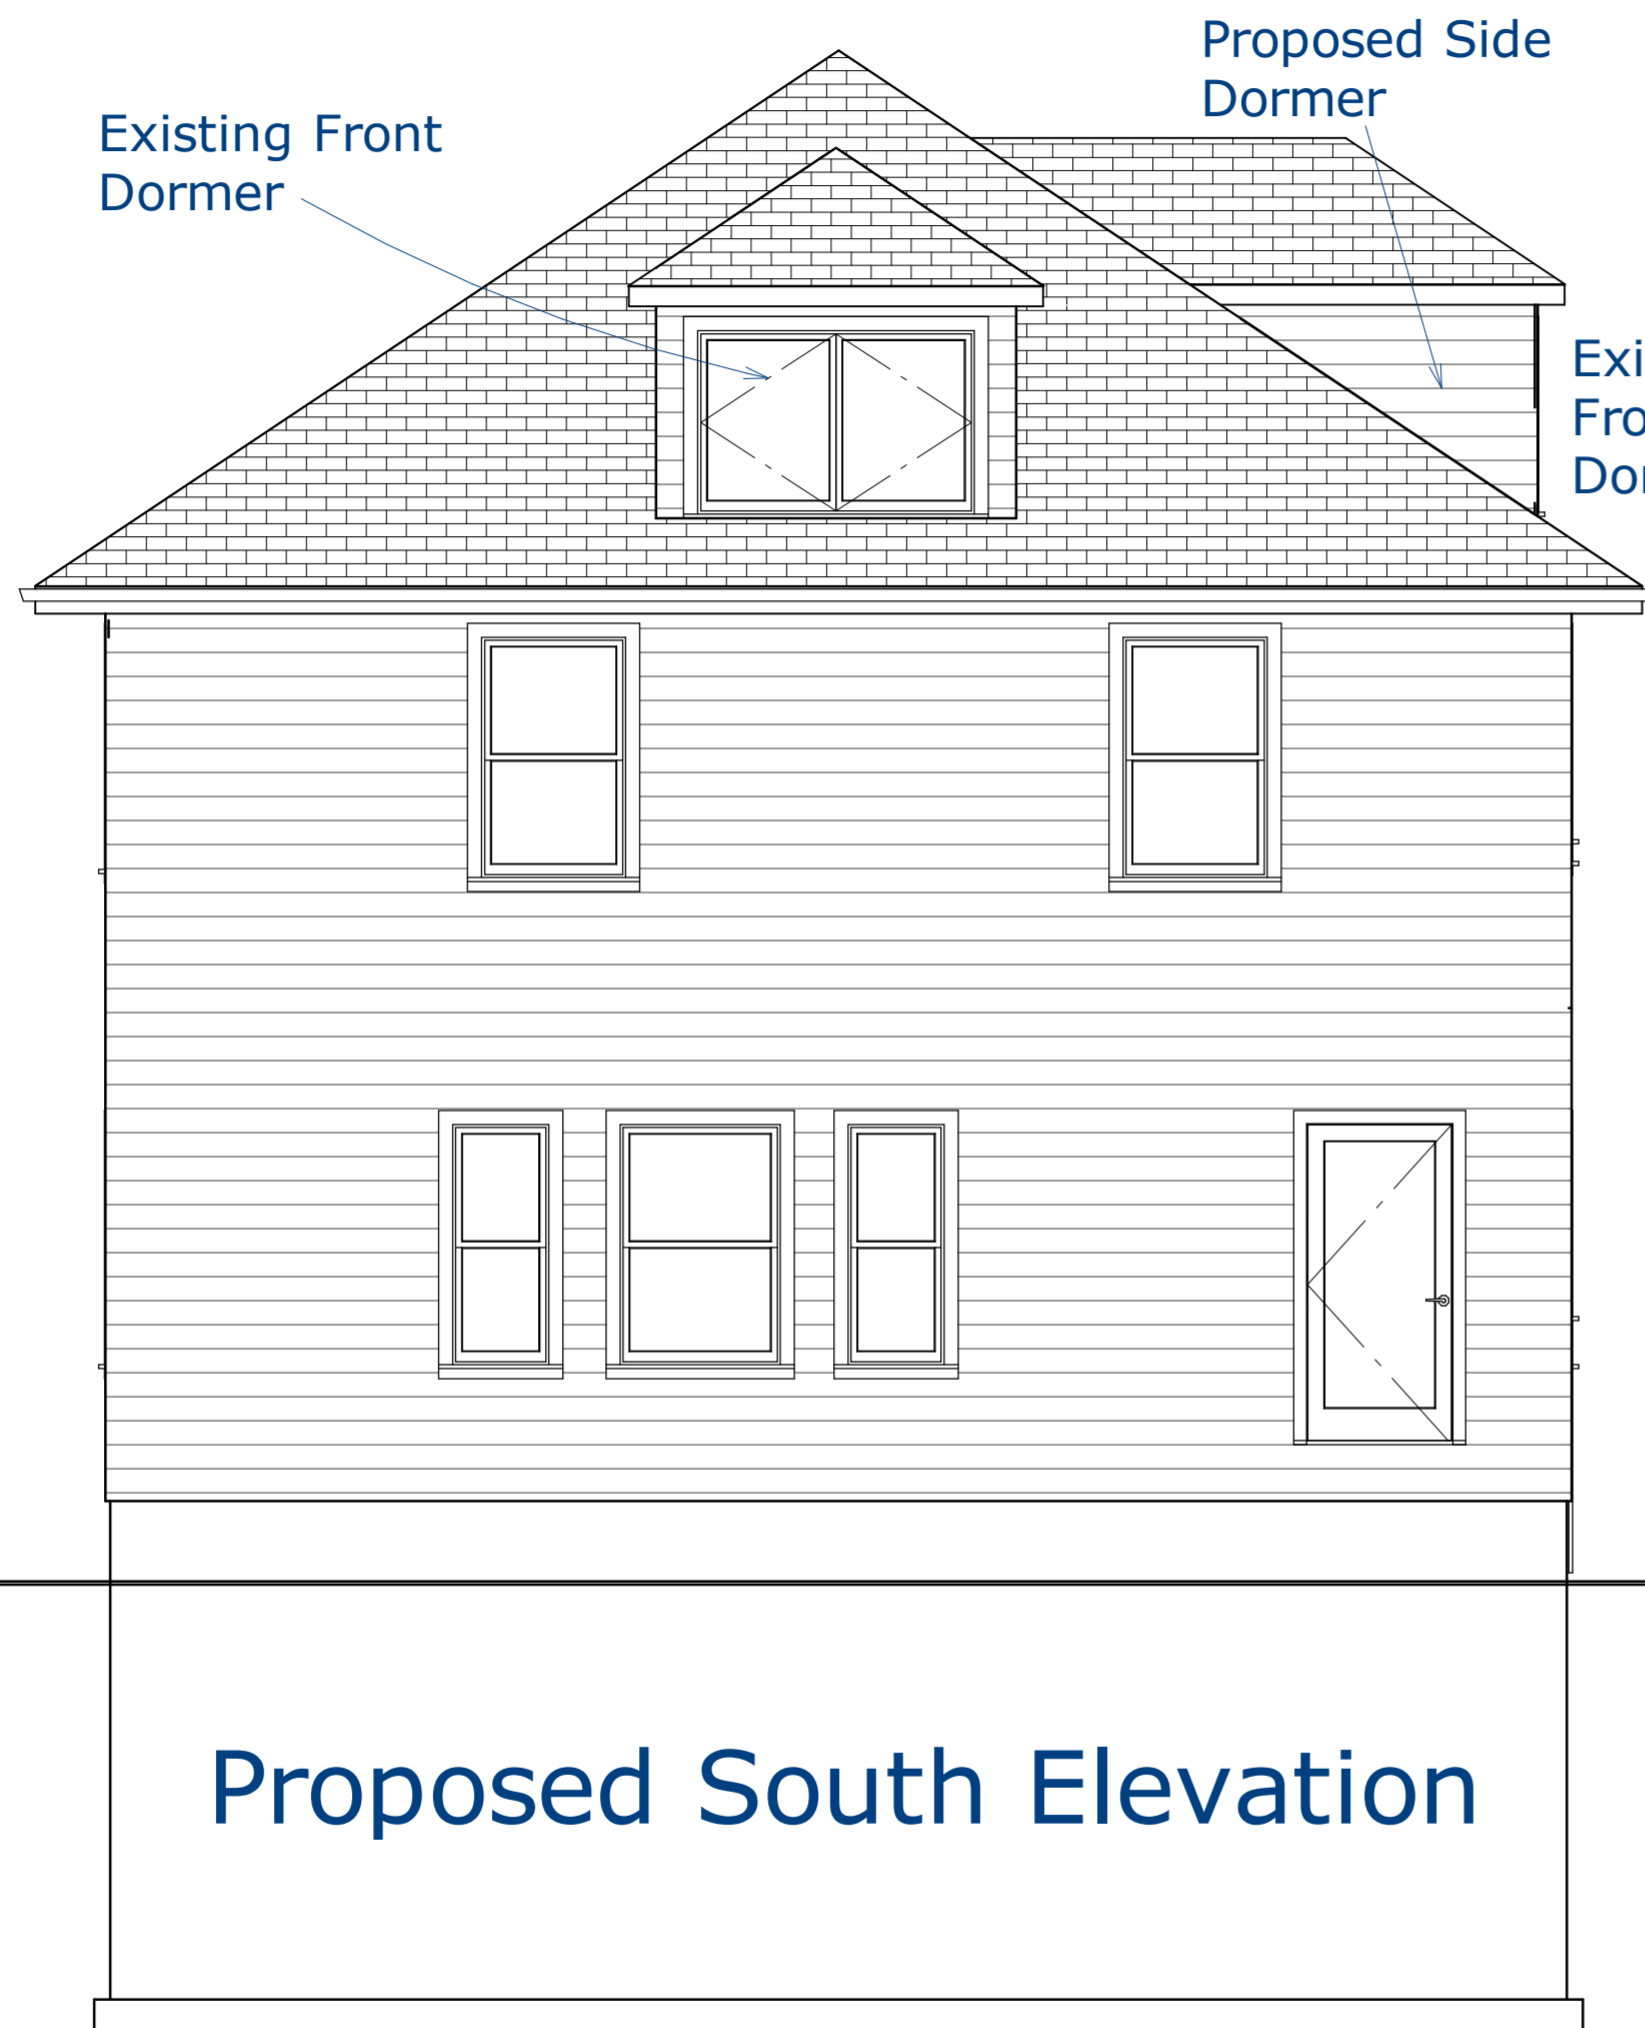 Proposed Side
Dormer
Existing Front
Dormer
Proposed South Elevation